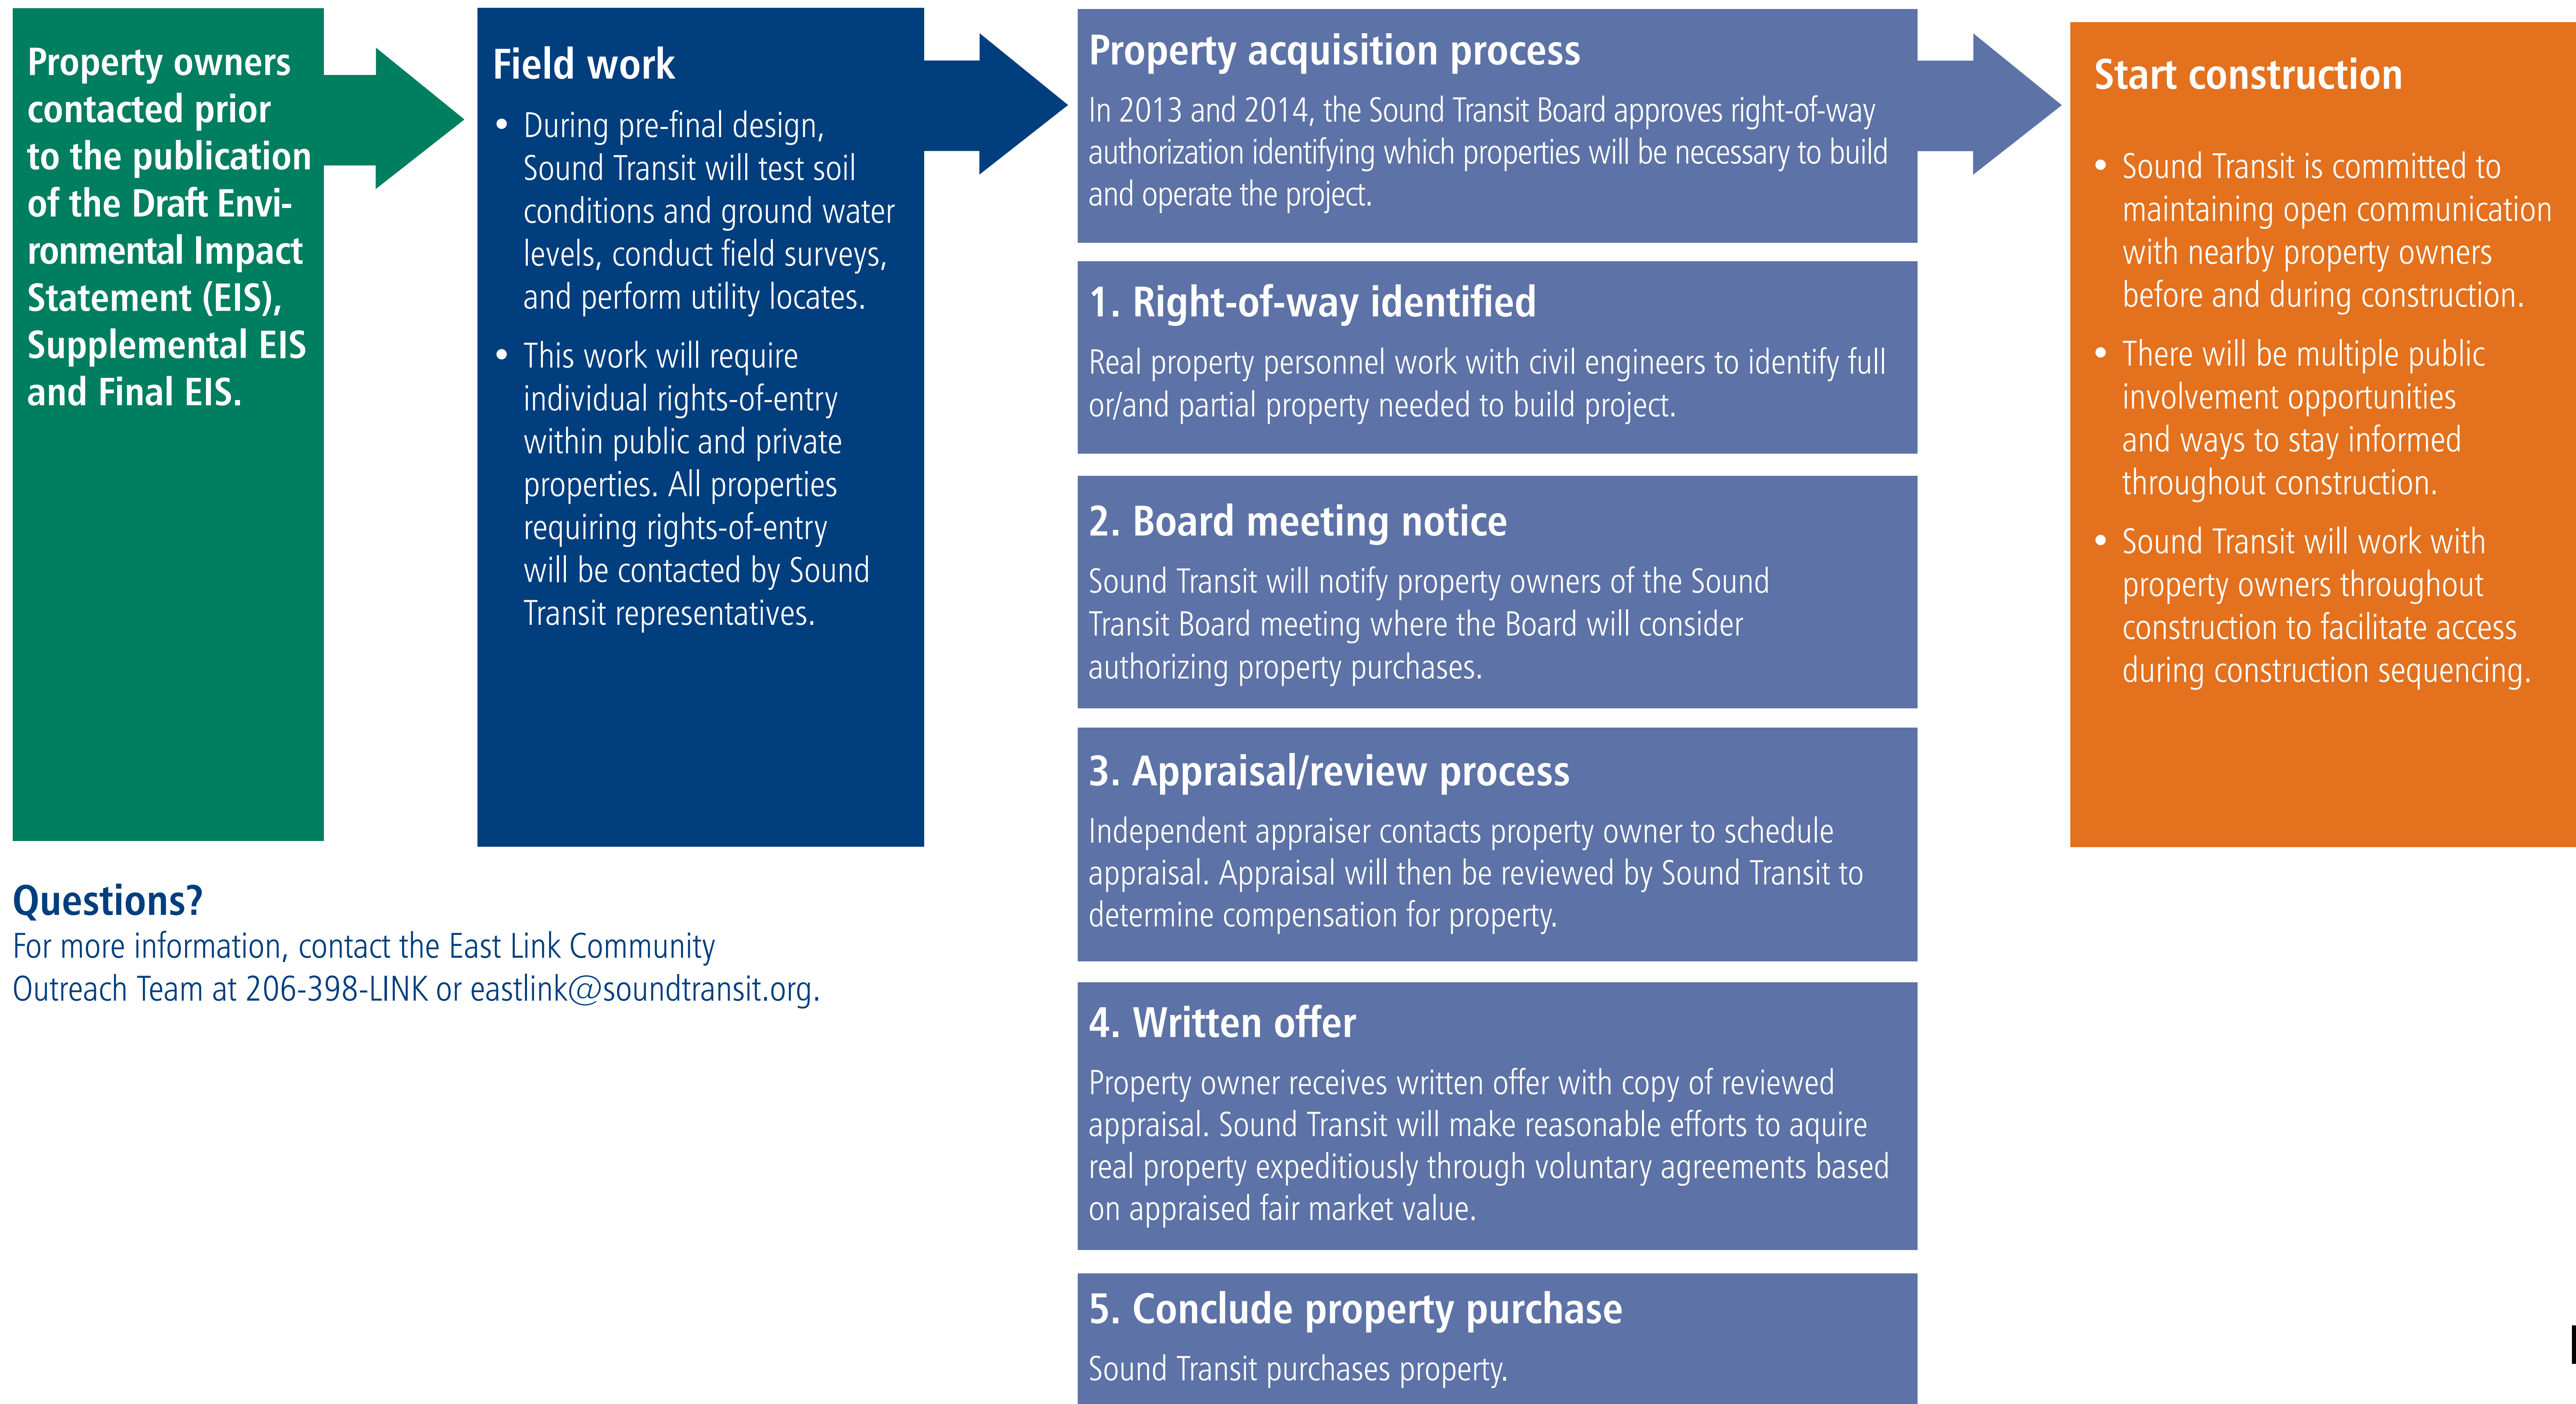 Property owners
contacted prior
to the publication
of the Draft Envi-
ronmental Impact
Statement (EIS),
Supplemental EIS
and Final EIS.
Field work
• During pre-final design,
Sound Transit will test soil
conditions and ground water
levels, conduct field surveys,
and perform utility locates.
• This work will require
individual rights-of-entry
within public and private
properties. All properties
requiring rights-of-entry
will be contacted by Sound
Transit representatives.
Property acquisition process
In 2013 and 2014, the Sound Transit Board approves right-of-way
authorization identifying which properties will be necessary to build
and operate the project.
1. Right-of-way identified
Real property personnel work with civil engineers to identify full
or/and partial property needed to build project.
2. Board meeting notice
Sound Transit will notify property owners of the Sound
Transit Board meeting where the Board will consider
authorizing property purchases.
3. Appraisal/review process
Independent appraiser contacts property owner to schedule
appraisal. Appraisal will then be reviewed by Sound Transit to
determine compensation for property.
4. Written offer
Property owner receives written offer with copy of reviewed
appraisal. Sound Transit will make reasonable efforts to aquire
real property expeditiously through voluntary agreements based
on appraised fair market value.
5. Conclude property purchase
Sound Transit purchases property.
Start construction
• Sound Transit is committed to
maintaining open communication
with nearby property owners
before and during construction.
• There will be multiple public
involvement opportunities
and ways to stay informed
throughout construction.
• Sound Transit will work with
property owners throughout
construction to facilitate access
during construction sequencing.
Questions?
For more information, contact the East Link Community
Outreach Team at 206-398-LINK or eastlink@soundtransit.org.